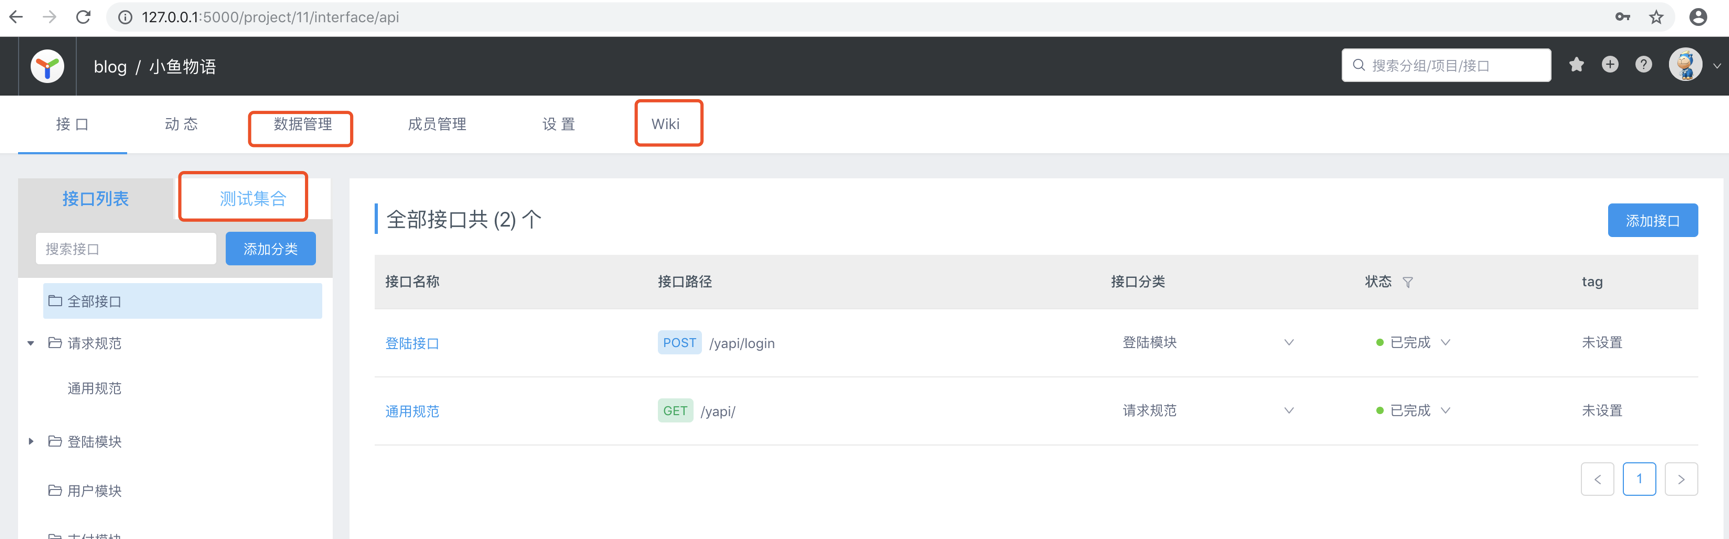 127.0.0.1:5000/project/11/interface/api
blog / 小鱼物语
搜索分组/项目/接口
接 口 动 态 数据管理 成员管理 设 置 Wiki
接口列表 测试集合
搜索接口 添加分类
全部接口
请求规范
通用规范
登陆模块
用户模块
支付模块
全部接口共 (2) 个
添加接口
接口名称 接口路径 接口分类 状态 tag
登陆接口 POST /yapi/login 登陆模块 已完成 未设置
通用规范 GET /yapi/ 请求规范 已完成 未设置
1